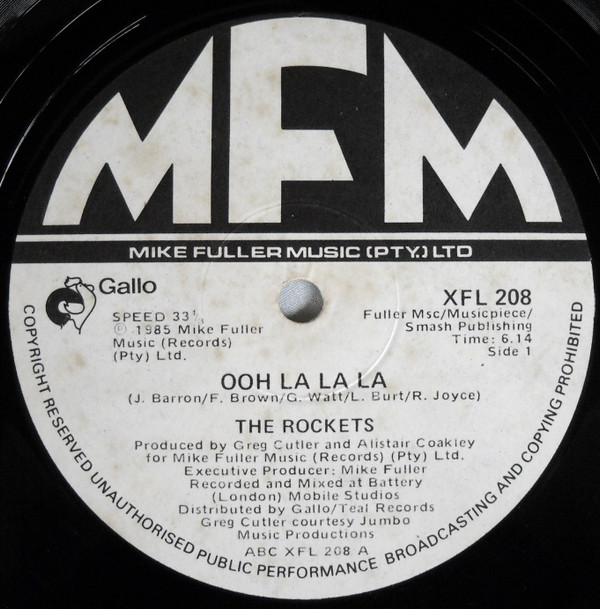 MFM
MIKE FULLER MUSIC (PTY.) LTD
Gallo
SPEED 33⅓
℗ 1985 Mike Fuller
Music (Records)
(Pty) Ltd.
XFL 208
Fuller Msc/Musicpiece/
Smash Publishing
Time: 6.14
Side 1
OOH LA LA LA
(J. Barron/F. Brown/G. Watt/L. Burt/R. Joyce)
THE ROCKETS
Produced by Greg Cutler and Alistair Coakley
for Mike Fuller Music (Records) (Pty) Ltd.
Executive Producer: Mike Fuller
Recorded and Mixed at Battery
(London) Mobile Studios
Distributed by Gallo/Teal Records
Greg Cutler courtesy Jumbo
Music Productions
ABC XFL 208 A
COPYRIGHT RESERVED UNAUTHORISED PUBLIC PERFORMANCE BROADCASTING AND COPYING PROHIBITED